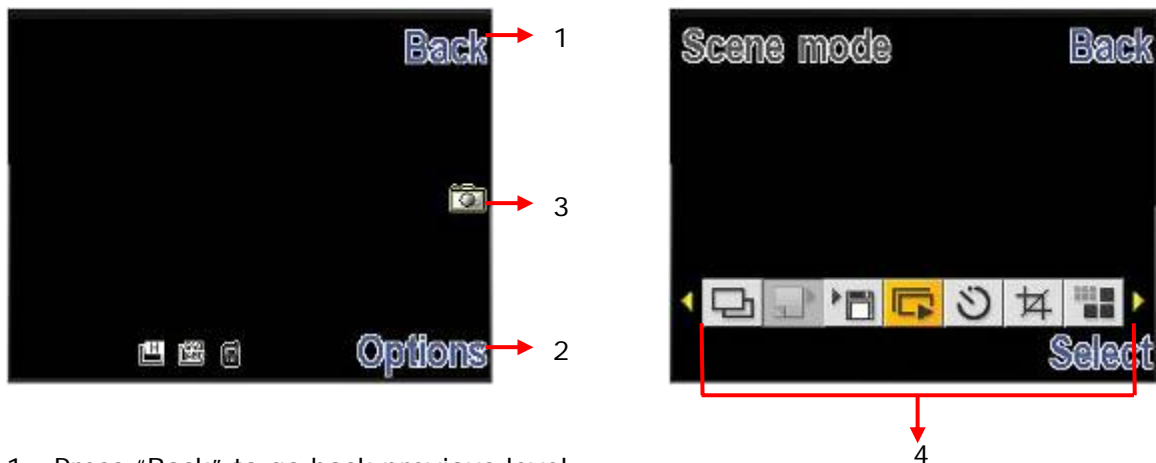 Back
1
3
Options
2
Scene mode
Back
Select
4
1. Press "Back" to go back previous level